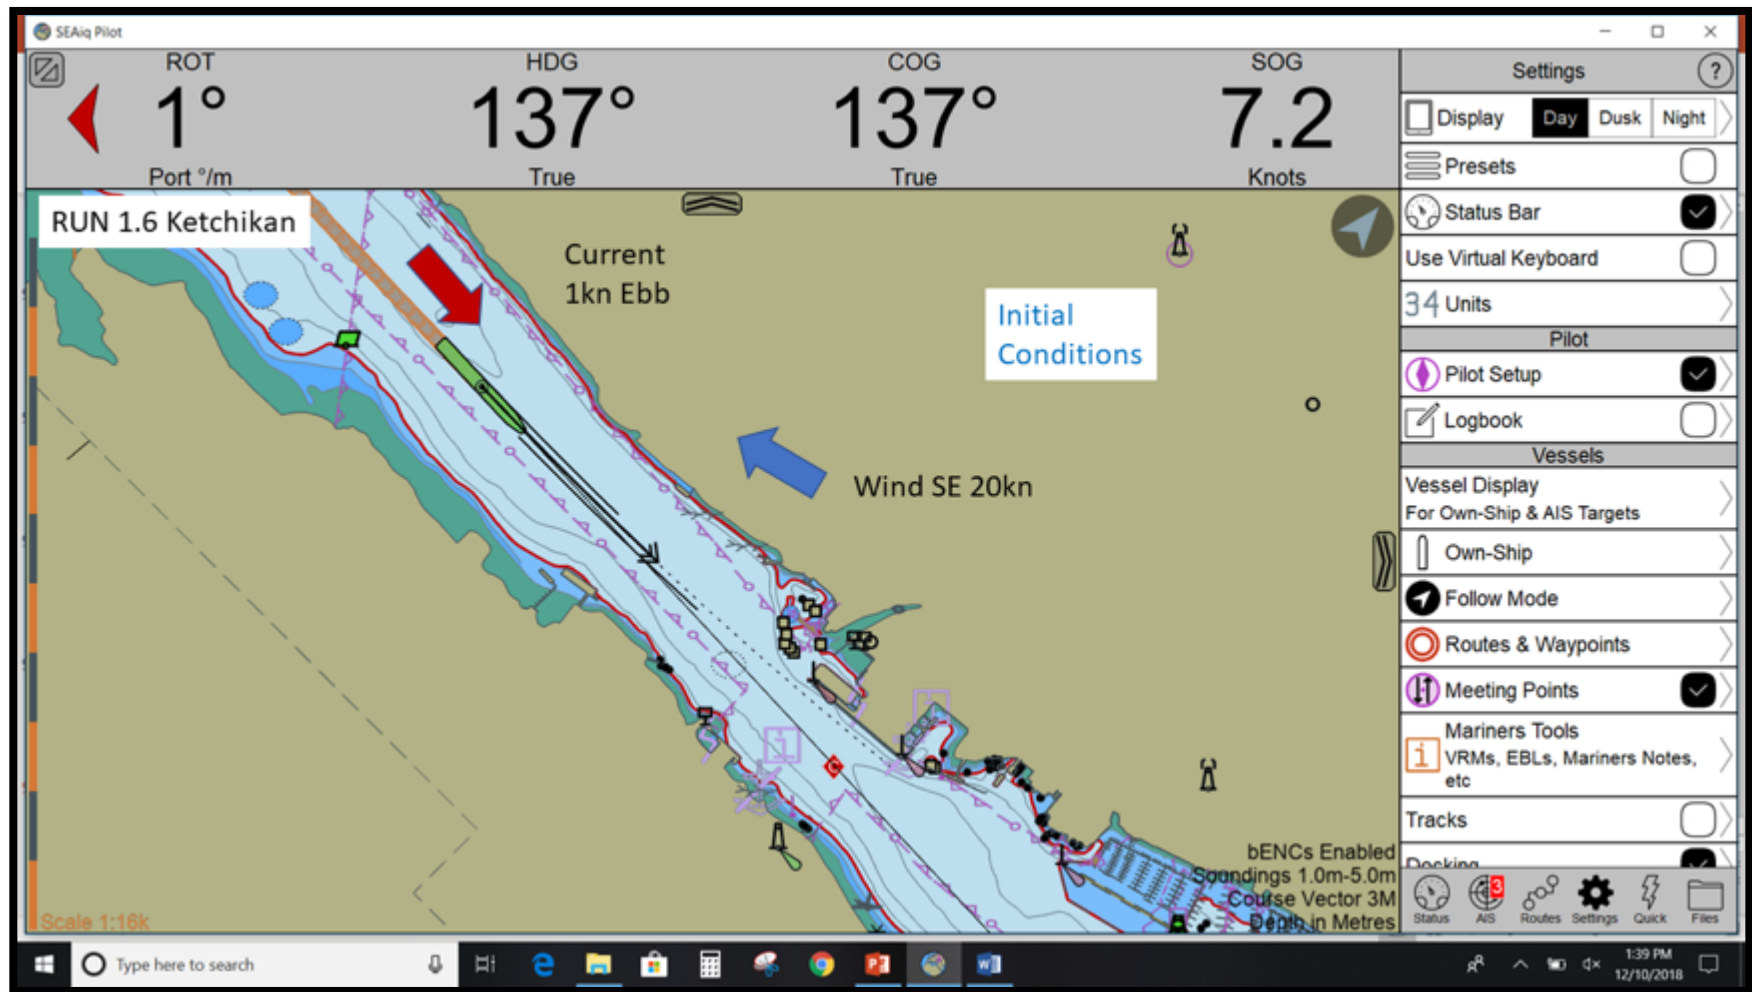 SEAiq Pilot
ROT
HDG
COG
SOG
1°
137°
137°
7.2
Port °/m
True
True
Knots
RUN 1.6 Ketchikan
Current
1kn Ebb
Initial
Conditions
Wind SE 20kn
bENCs Enabled
Soundings 1.0m-5.0m
Course Vector 3M
Depth in Metres
Scale 1:16k
Settings
?
Display Day Dusk Night
Presets
Status Bar
Use Virtual Keyboard
34 Units
Pilot
Pilot Setup
Logbook
Vessels
Vessel Display
For Own-Ship & AIS Targets
Own-Ship
Follow Mode
Routes & Waypoints
Meeting Points
Mariners Tools
VRMs, EBLs, Mariners Notes,
etc
Tracks
Docking
3
Status AIS Routes Settings Quick Files
Type here to search
1:39 PM
12/10/2018